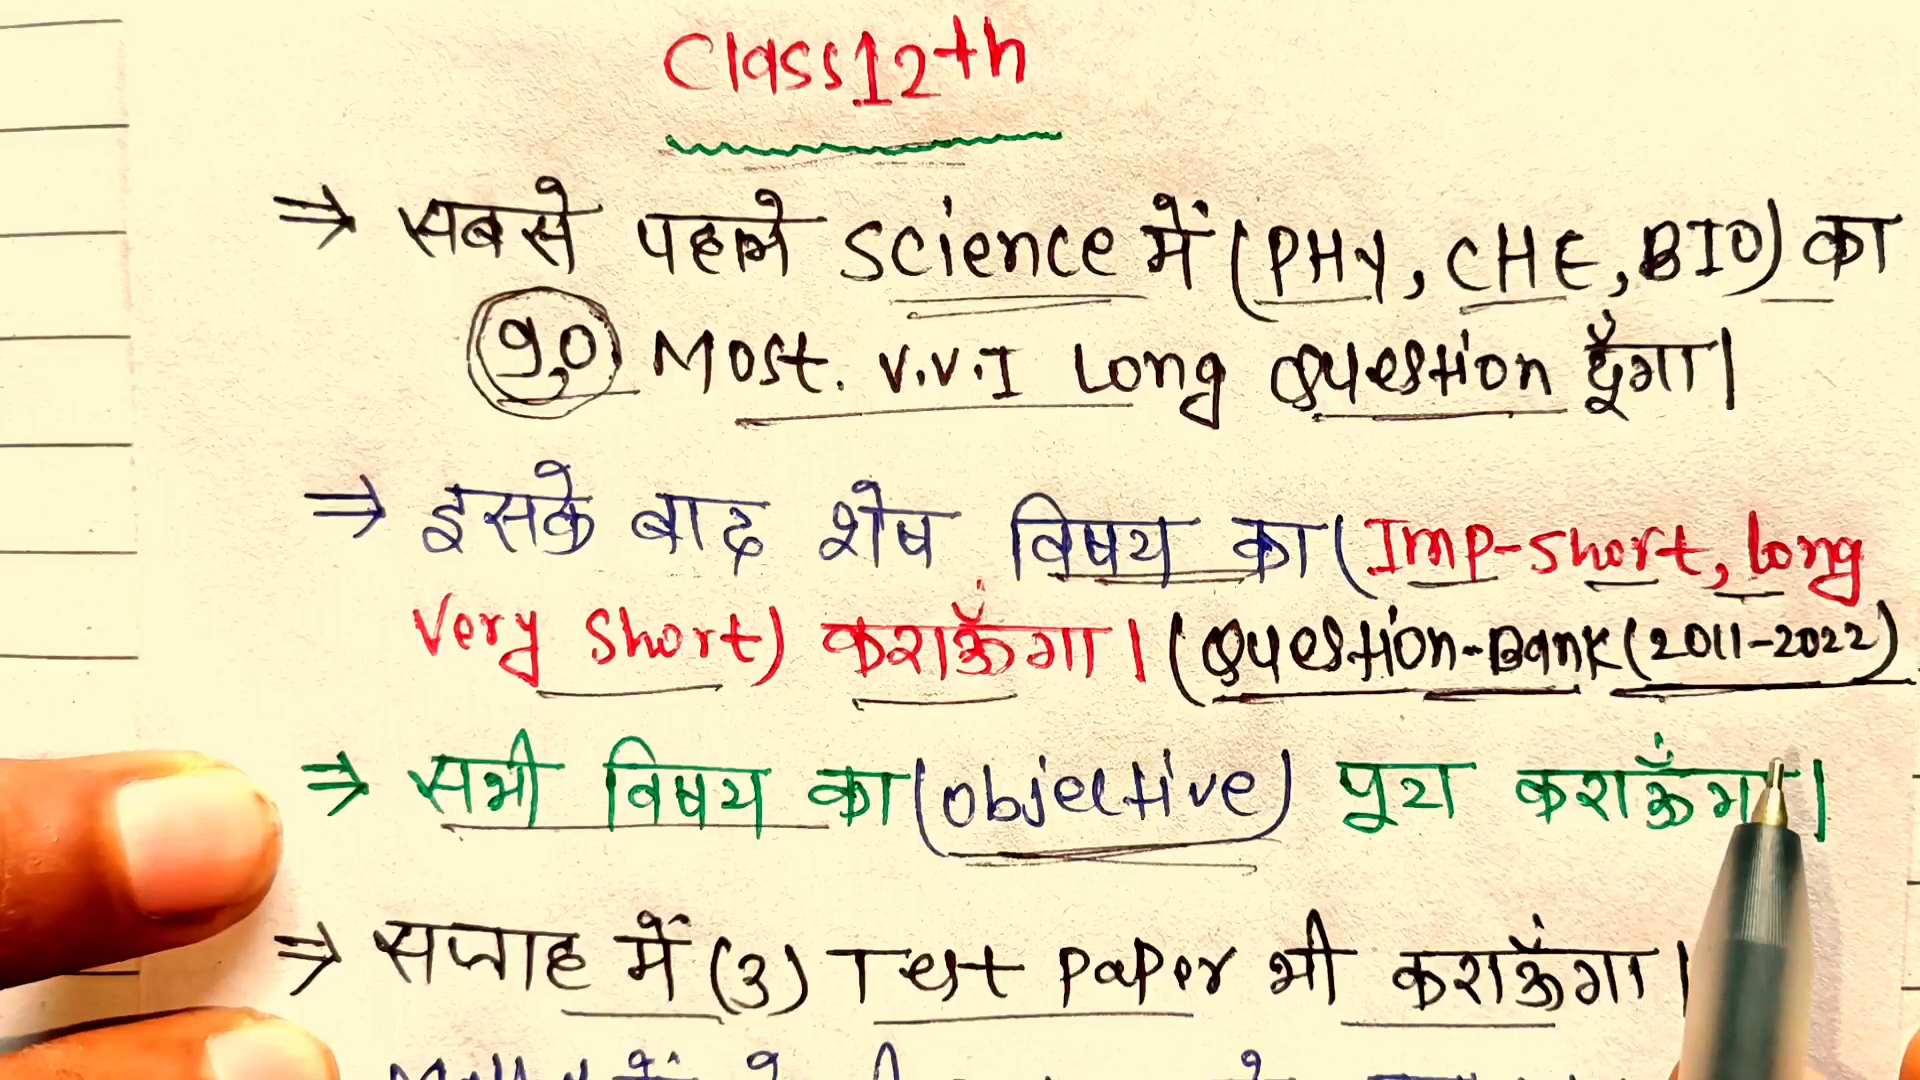 Class 12th
⇒ सबसे पहले Science में (PHY, CHE, BIO) का
90 Most. V.V.I Long Question दूँगा।
⇒ इसके बाद शेष विषय का (Imp-Short, Long
Very Short) कराऊँगा। (Question-Bank (2011-2022)
⇒ सभी विषय का (objective) पूरा कराऊँगा।
⇒ सप्ताह में (3) Test Paper भी कराऊँगा।